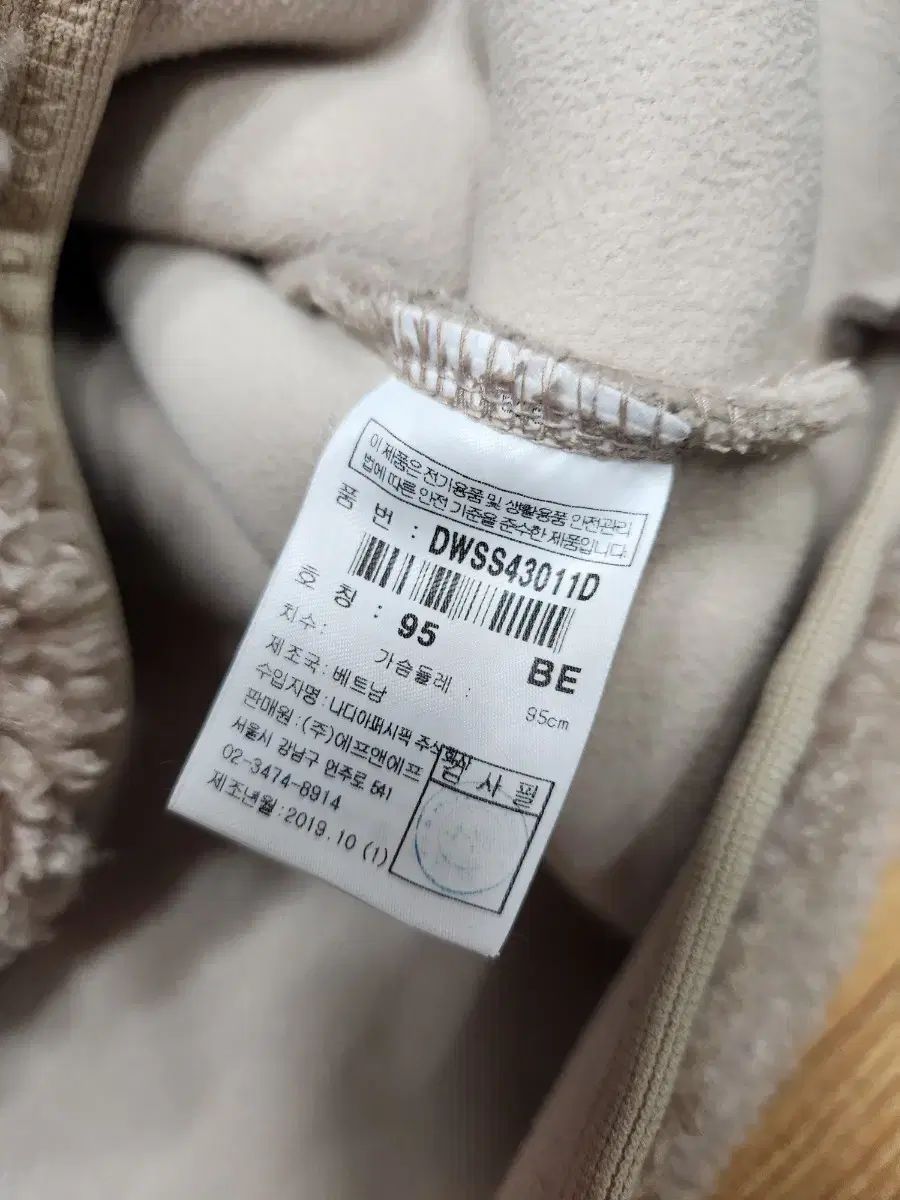 이 제품은 전기용품 및 생활용품 안전관리
법에 따른 안전 기준을 준수한 제품입니다.
품 번 : DWSS43011D
호 칭 : 95 BE
치수: 가슴둘레 : 95cm
제조국: 베트남
수입자명: 나디아퍼시픽 주식회사
판매원: (주)에프앤에프
서울시 강남구 언주로 541
02-3474-8914
제조년월: 2019.10 (1)
검 사 필